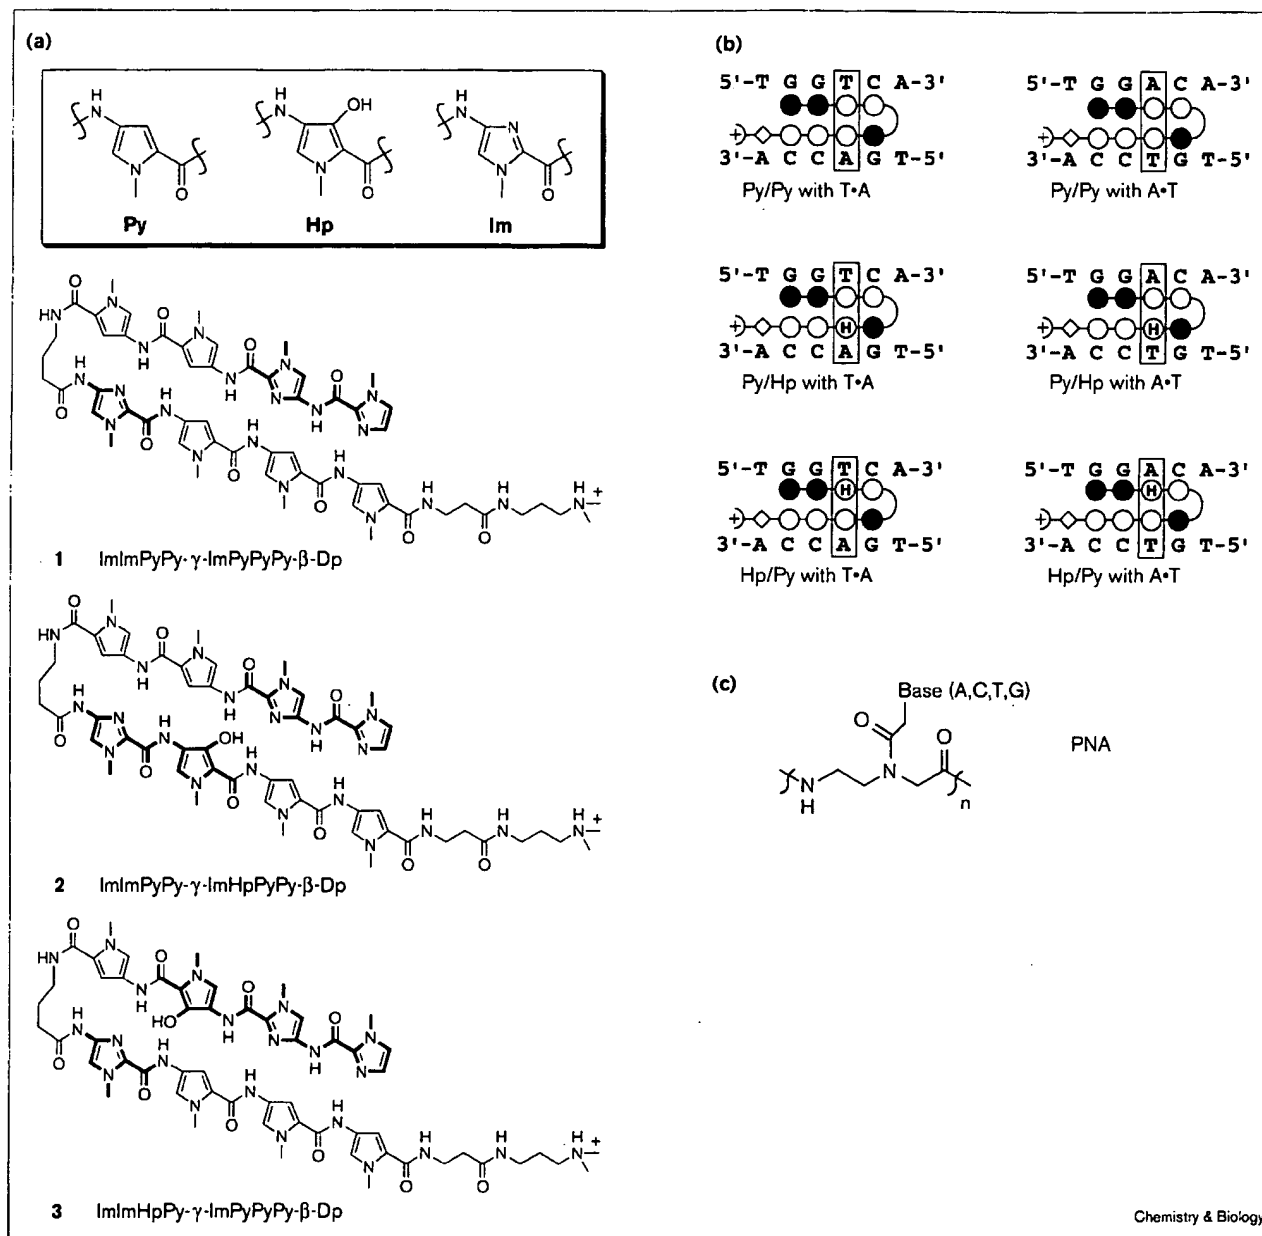 (a)
Py
Hp
Im
1 ImImPyPy-γ-ImPyPyPy-β-Dp
2 ImImPyPy-γ-ImHpPyPy-β-Dp
3 ImImHpPy-γ-ImPyPyPy-β-Dp
(b)
5'-T G G T C A-3'
3'-A C C A G T-5'
Py/Py with T•A
5'-T G G A C A-3'
3'-A C C T G T-5'
Py/Py with A•T
5'-T G G T C A-3'
H
3'-A C C A G T-5'
Py/Hp with T•A
5'-T G G A C A-3'
H
3'-A C C T G T-5'
Py/Hp with A•T
5'-T G G T C A-3'
H
3'-A C C A G T-5'
Hp/Py with T•A
5'-T G G A C A-3'
H
3'-A C C T G T-5'
Hp/Py with A•T
(c)
Base (A,C,T,G)
PNA
n
Chemistry & Biology